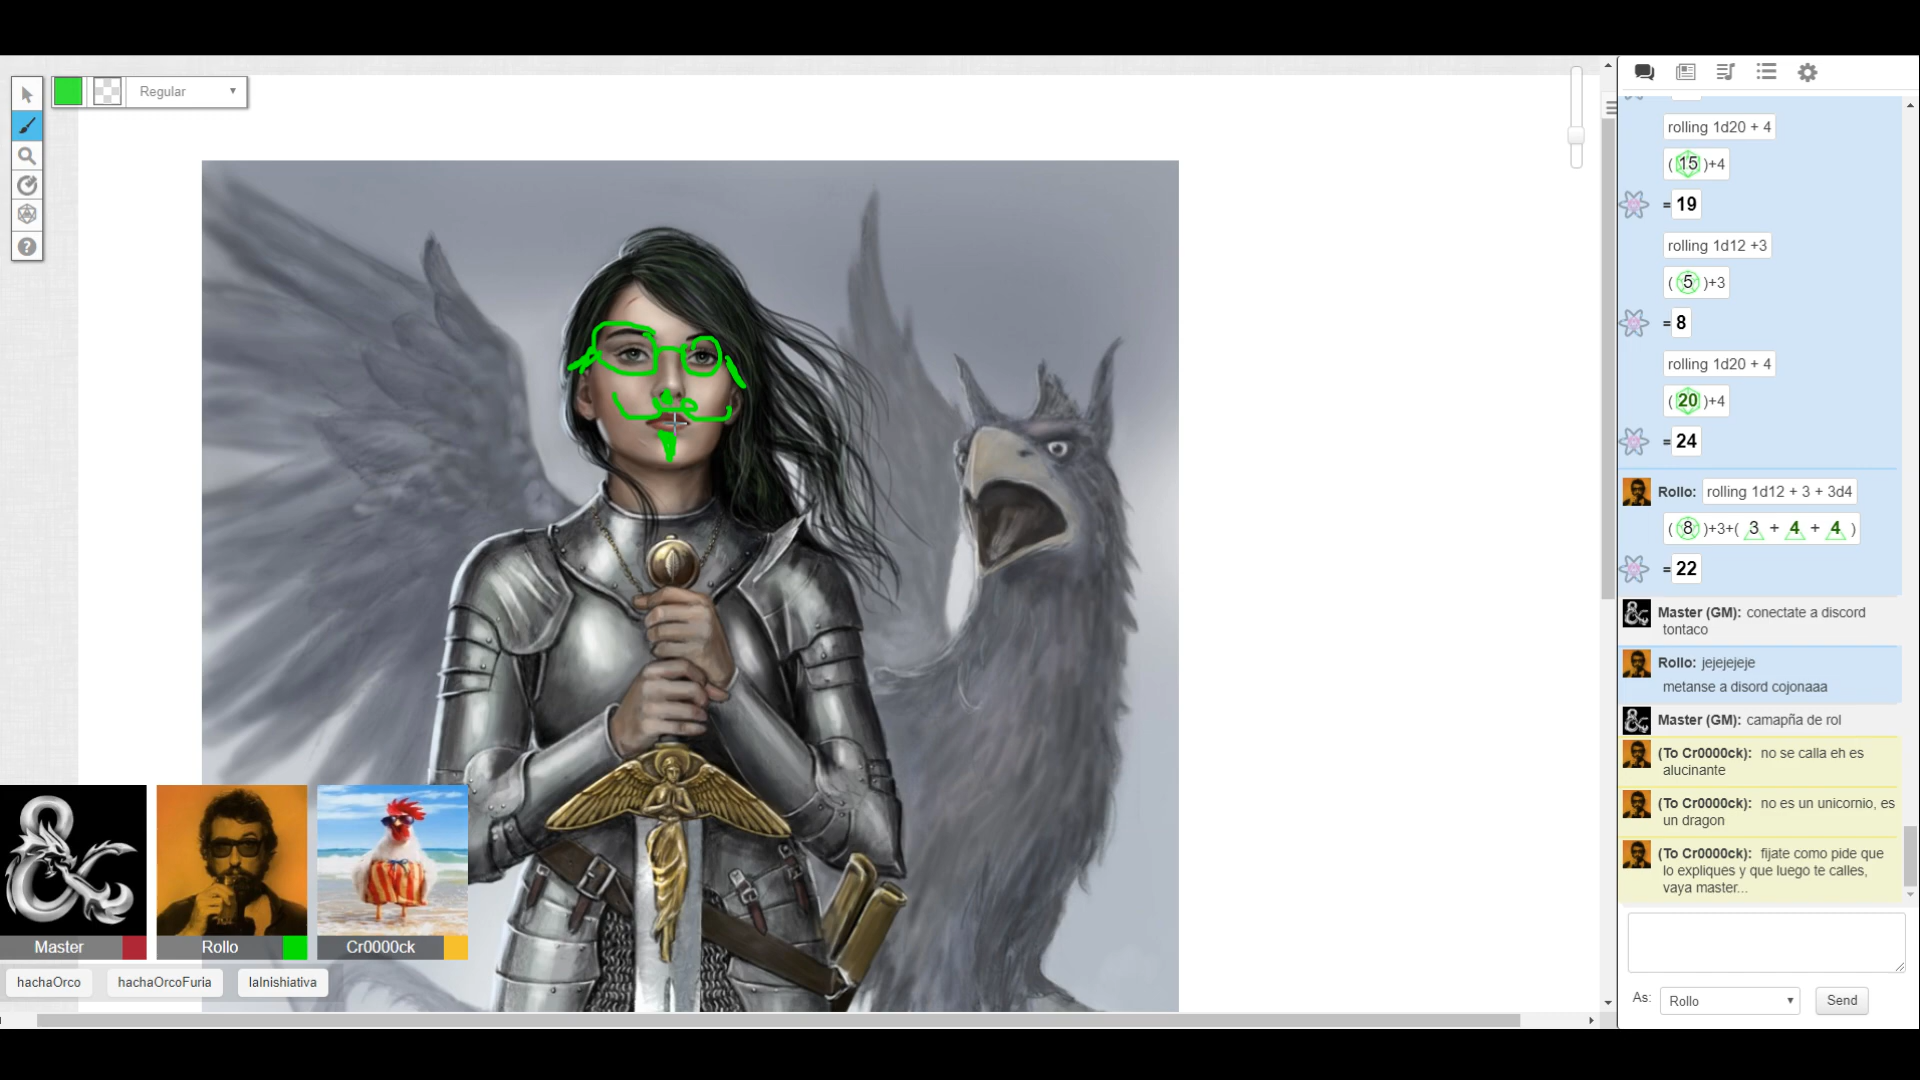 Regular
rolling 1d20 + 4
(15)+4
=19
rolling 1d12 +3
(5)+3
=8
rolling 1d20 + 4
(20)+4
=24
Rollo: rolling 1d12 + 3 + 3d4
(8)+3+(3 + 4 + 4)
=22
Master (GM): conectate a discord
tontaco
Rollo: jejejejeje
metanse a disord cojonaaa
Master (GM): camapña de rol
(To Cr0000ck): no se calla eh es
alucinante
(To Cr0000ck): no es un unicornio, es
un dragon
(To Cr0000ck): fijate como pide que
lo expliques y que luego te calles,
vaya master...
Master
Rollo
Cr0000ck
hachaOrco
hachaOrcoFuria
laInishiativa
As:
Rollo
Send